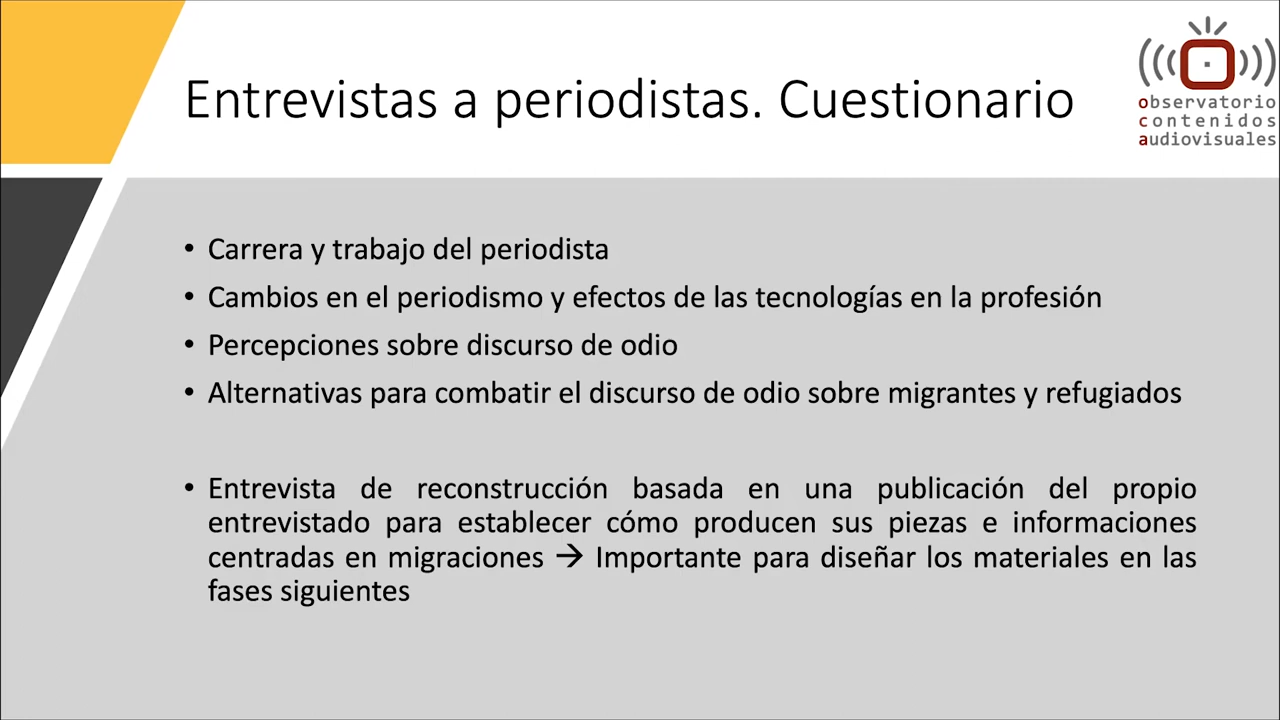 Entrevistas a periodistas. Cuestionario
observatorio
contenidos
audiovisuales
• Carrera y trabajo del periodista
• Cambios en el periodismo y efectos de las tecnologías en la profesión
• Percepciones sobre discurso de odio
• Alternativas para combatir el discurso de odio sobre migrantes y refugiados
• Entrevista de reconstrucción basada en una publicación del propio
entrevistado para establecer cómo producen sus piezas e informaciones
centradas en migraciones → Importante para diseñar los materiales en las
fases siguientes